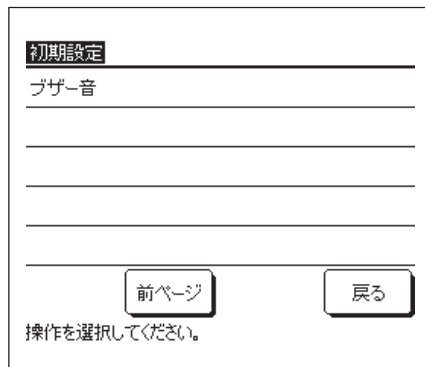 初期設定
ブザー音
前ページ 戻る
操作を選択してください。